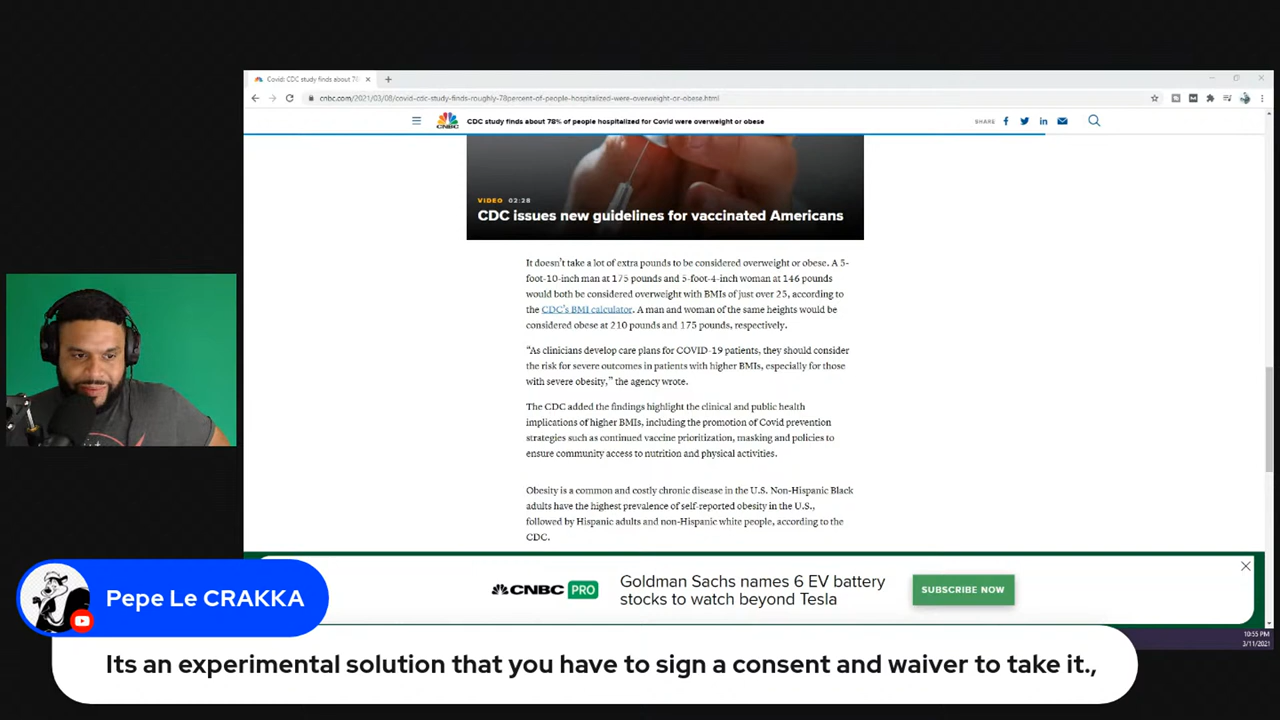 Covid: CDC study finds about 78
cnbc.com/2021/03/08/covid-cdc-study-finds-roughly-78percent-of-people-hospitalized-were-overweight-or-obese.html
CNBC
CDC study finds about 78% of people hospitalized for Covid were overweight or obese
SHARE
VIDEO 03:38
CDC issues new guidelines for vaccinated Americans
It doesn't take a lot of extra pounds to be considered overweight or obese. A 5-
foot-10-inch man at 175 pounds and 5-foot-4-inch woman at 146 pounds
would both be considered overweight with BMIs of just over 25, according to
the CDC's BMI calculator. A man and woman of the same heights would be
considered obese at 210 pounds and 175 pounds, respectively.
“As clinicians develop care plans for COVID-19 patients, they should consider
the risk for severe outcomes in patients with higher BMIs, especially for those
with severe obesity,” the agency wrote.
The CDC added the findings highlight the clinical and public health
implications of higher BMIs, including the promotion of Covid prevention
strategies such as continued vaccine prioritization, masking and policies to
ensure community access to nutrition and physical activities.
Obesity is a common and costly chronic disease in the U.S. Non-Hispanic Black
adults have the highest prevalence of self-reported obesity in the U.S.,
followed by Hispanic adults and non-Hispanic white people, according to the
CDC.
CNBC PRO
Goldman Sachs names 6 EV battery
stocks to watch beyond Tesla
SUBSCRIBE NOW
Pepe Le CRAKKA
10:55 PM
3/11/2021
Its an experimental solution that you have to sign a consent and waiver to take it.,